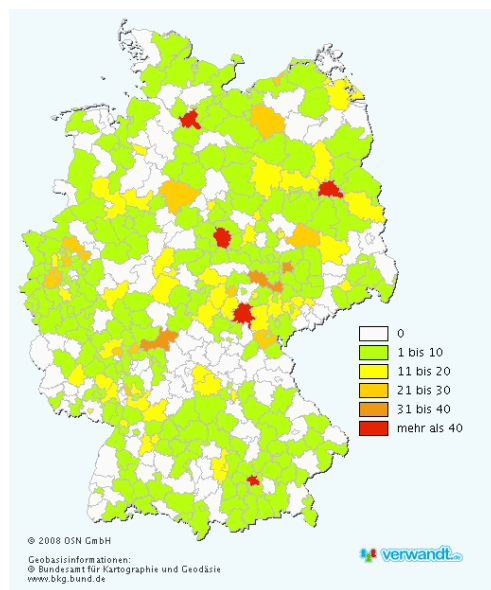 0
1 bis 10
11 bis 20
21 bis 30
31 bis 40
mehr als 40
© 2008 OSN GmbH
Geobasisinformationen:
© Bundesamt für Kartographie und Geodäsie
www.bkg.bund.de
verwandt.de